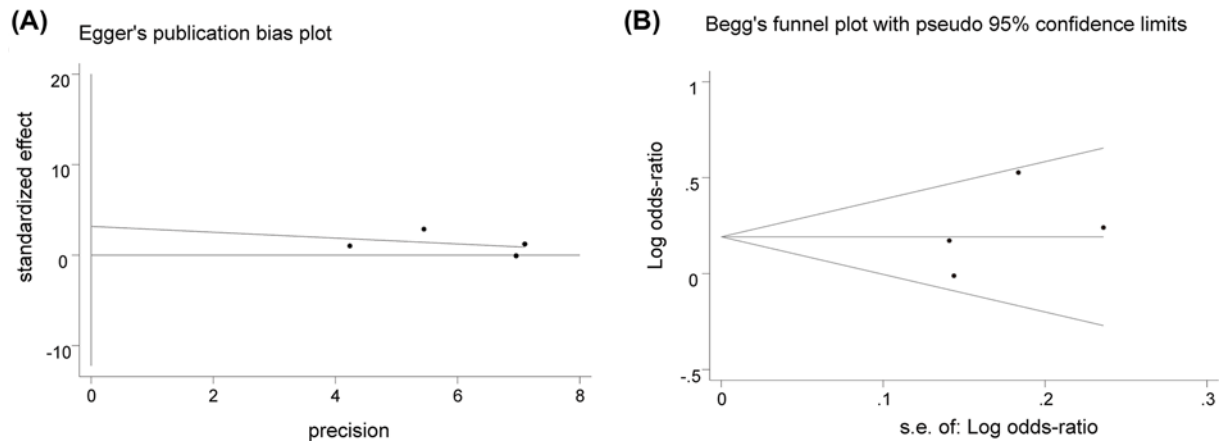 (A)
Egger's publication bias plot
20
10
0
-10
standardized effect
0 2 4 6 8
precision
(B)
Begg's funnel plot with pseudo 95% confidence limits
1
.5
0
-.5
Log odds-ratio
0 .1 .2 .3
s.e. of: Log odds-ratio